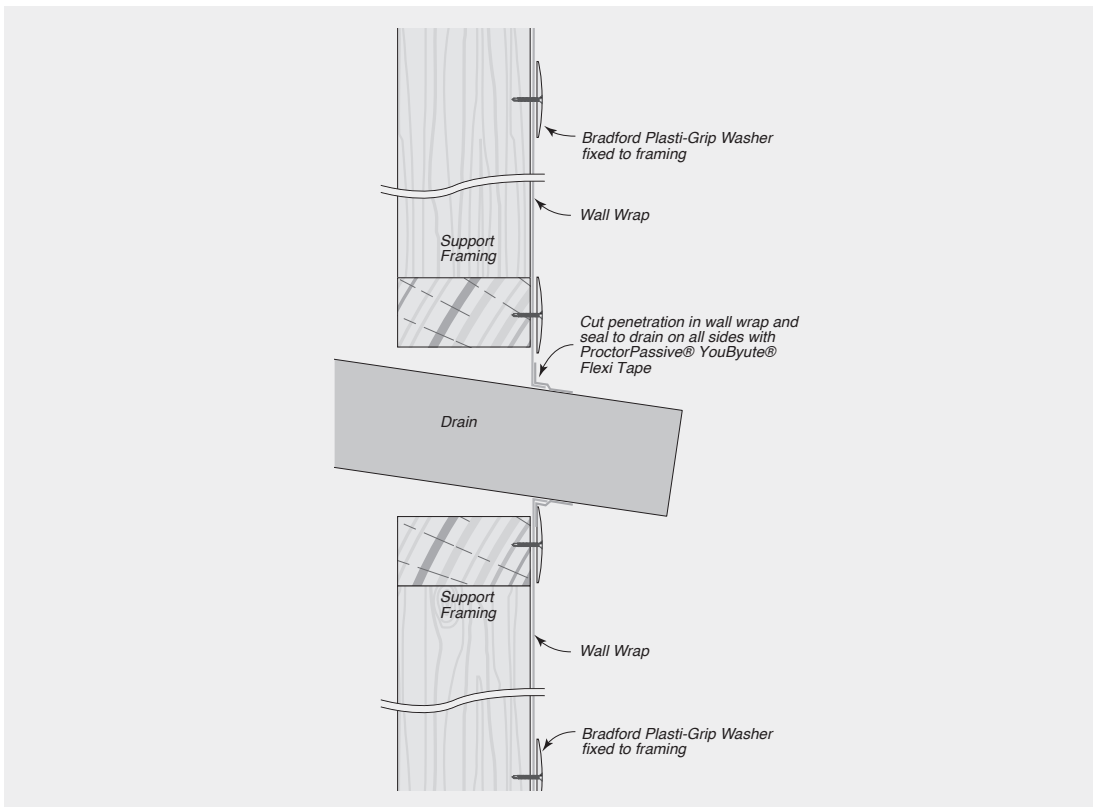 Bradford Plasti-Grip Washer
fixed to framing
Wall Wrap
Support
Framing
Cut penetration in wall wrap and
seal to drain on all sides with
ProctorPassive® YouByute®
Flexi Tape
Drain
Support
Framing
Wall Wrap
Bradford Plasti-Grip Washer
fixed to framing